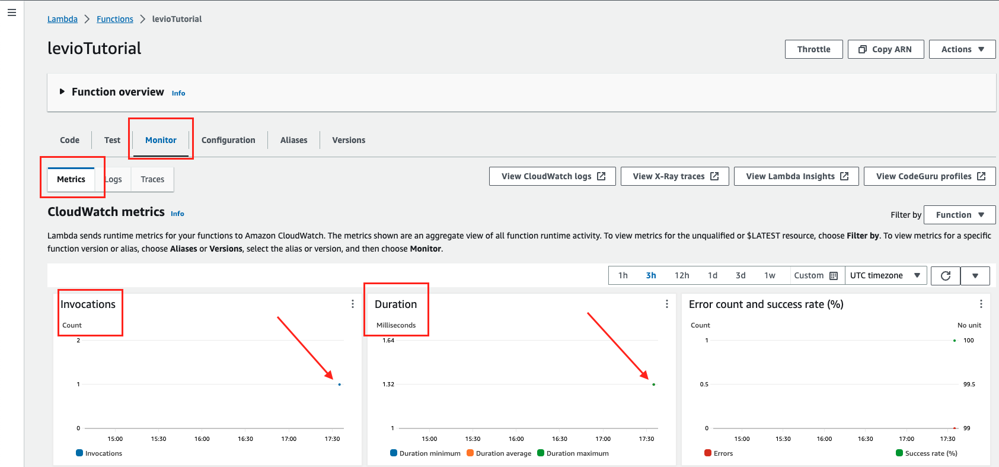 Lambda > Functions > levioTutorial
levioTutorial
Throttle
Copy ARN
Actions
Function overview Info
Code
Test
Monitor
Configuration
Aliases
Versions
Metrics
Logs
Traces
View CloudWatch logs
View X-Ray traces
View Lambda Insights
View CodeGuru profiles
CloudWatch metrics Info
Filter by
Function
Lambda sends runtime metrics for your functions to Amazon CloudWatch. The metrics shown are an aggregate view of all function runtime activity. To view metrics for the unqualified or $LATEST resource, choose Filter by. To view metrics for a specific
function version or alias, choose Aliases or Versions, select the alias or version, and then choose Monitor.
1h 3h 12h 1d 3d 1w Custom UTC timezone
Invocations
Count
2
1
0
15:00 15:30 16:00 16:30 17:00 17:30
Invocations
Duration
Milliseconds
1.64
1.32
1
15:00 15:30 16:00 16:30 17:00 17:30
Duration minimum Duration average Duration maximum
Error count and success rate (%)
Count No unit
1 100
0.5 99.5
0 99
15:00 15:30 16:00 16:30 17:00 17:30
Errors Success rate (%)